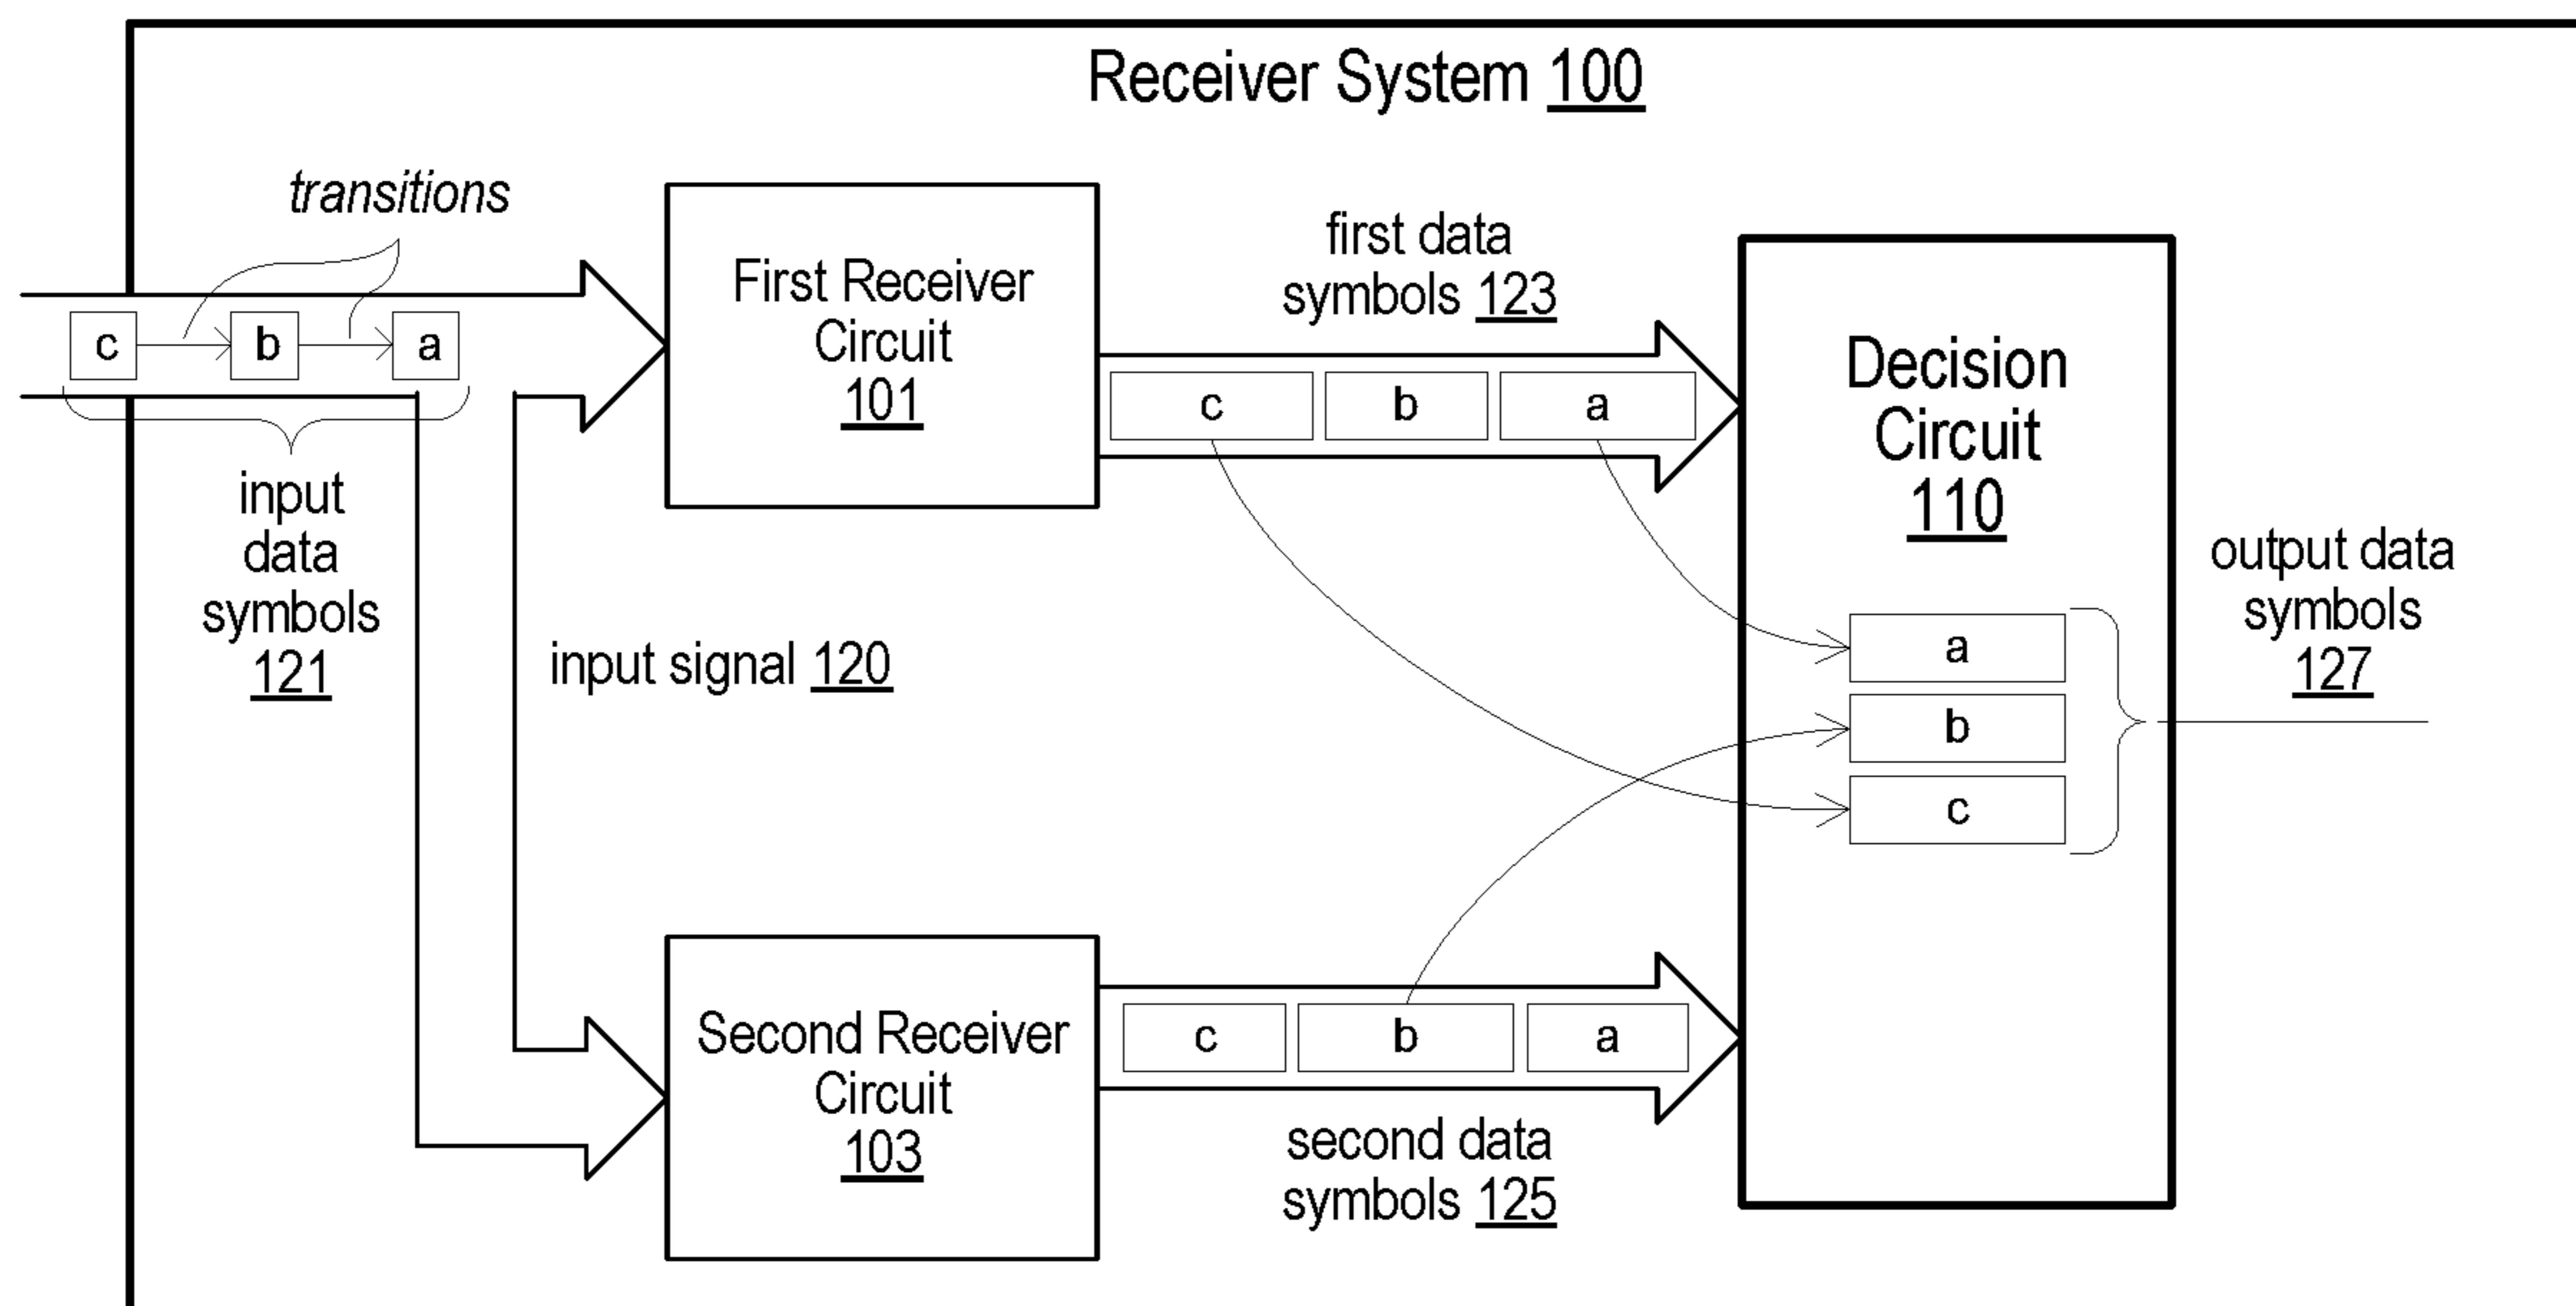 Receiver System 100
transitions
c b a
input
data
symbols
121
input signal 120
First Receiver
Circuit
101
first data
symbols 123
c b a
Second Receiver
Circuit
103
c b a
second data
symbols 125
Decision
Circuit
110
a
b
c
output data
symbols
127